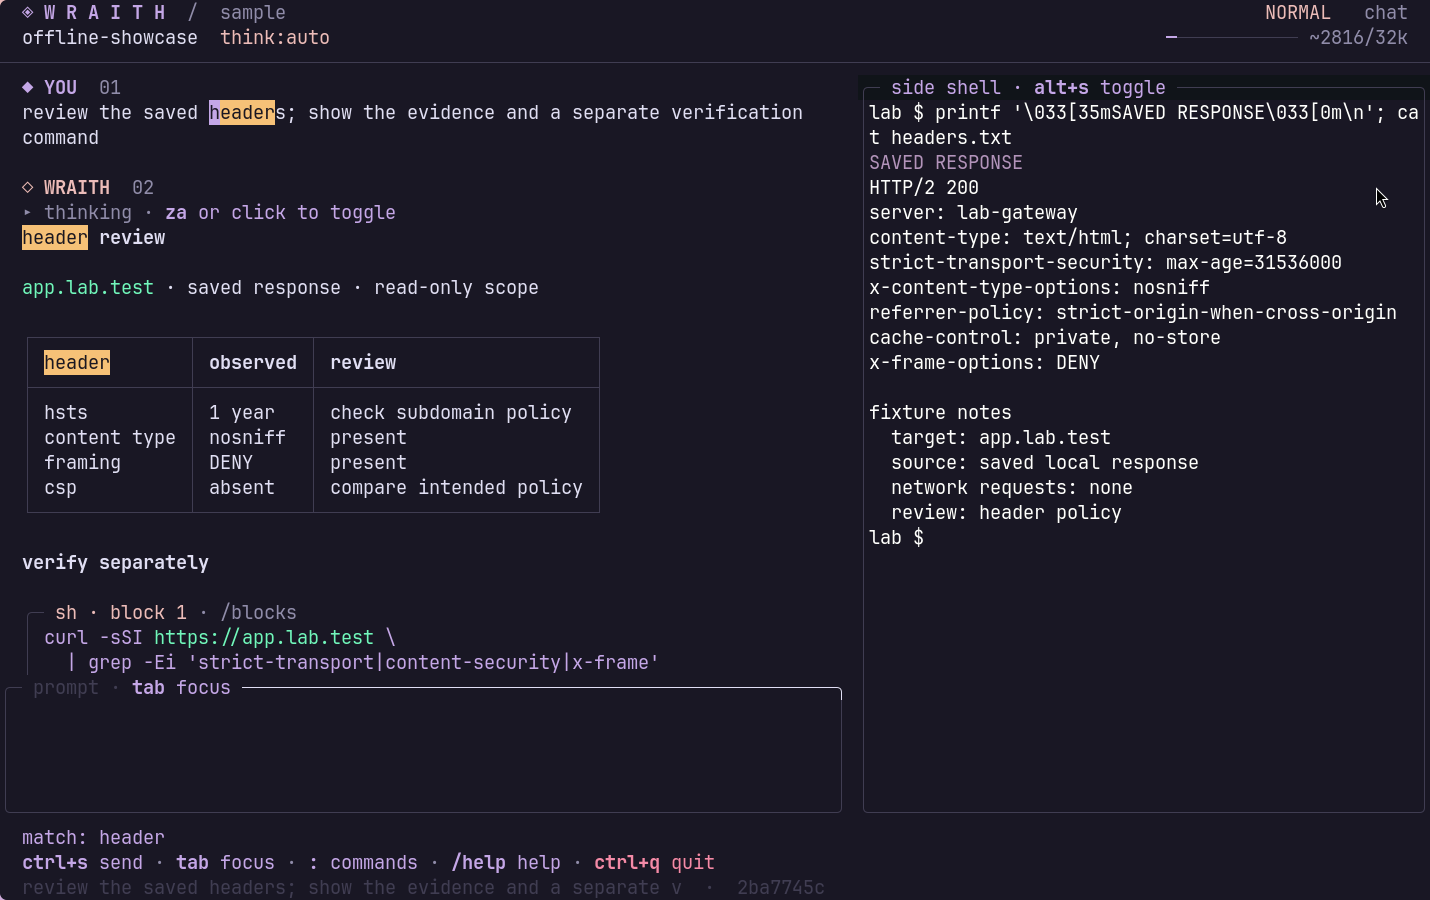 ◈ W R A I T H / sample
NORMAL chat
offline-showcase think:auto
~2816/32k
◆ YOU 01
review the saved headers; show the evidence and a separate verification
command
◇ WRAITH 02
▸ thinking · za or click to toggle
header review
app.lab.test · saved response · read-only scope
header observed review
hsts 1 year check subdomain policy
content type nosniff present
framing DENY present
csp absent compare intended policy
verify separately
sh · block 1 · /blocks
curl -sSI https://app.lab.test \
| grep -Ei 'strict-transport|content-security|x-frame'
prompt · tab focus
side shell · alt+s toggle
lab $ printf '\033[35mSAVED RESPONSE\033[0m\n'; ca
t headers.txt
SAVED RESPONSE
HTTP/2 200
server: lab-gateway
content-type: text/html; charset=utf-8
strict-transport-security: max-age=31536000
x-content-type-options: nosniff
referrer-policy: strict-origin-when-cross-origin
cache-control: private, no-store
x-frame-options: DENY
fixture notes
target: app.lab.test
source: saved local response
network requests: none
review: header policy
lab $
match: header
ctrl+s send · tab focus · : commands · /help help · ctrl+q quit
review the saved headers; show the evidence and a separate v · 2ba7745c